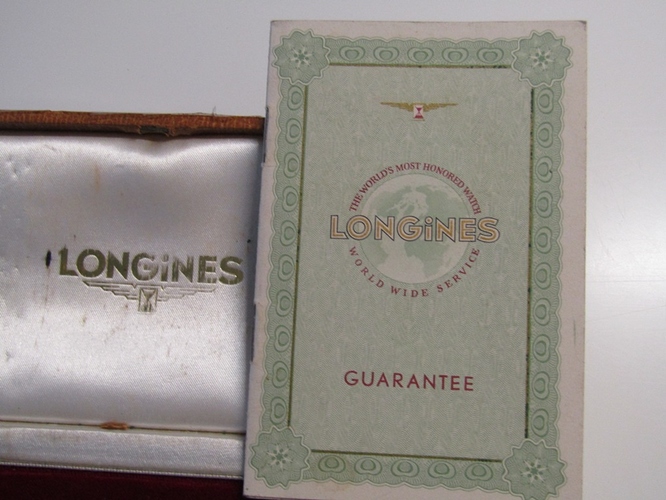 LONGiNES
THE WORLD'S MOST HONORED WATCH
LONGiNES
WORLD WIDE SERVICE
GUARANTEE